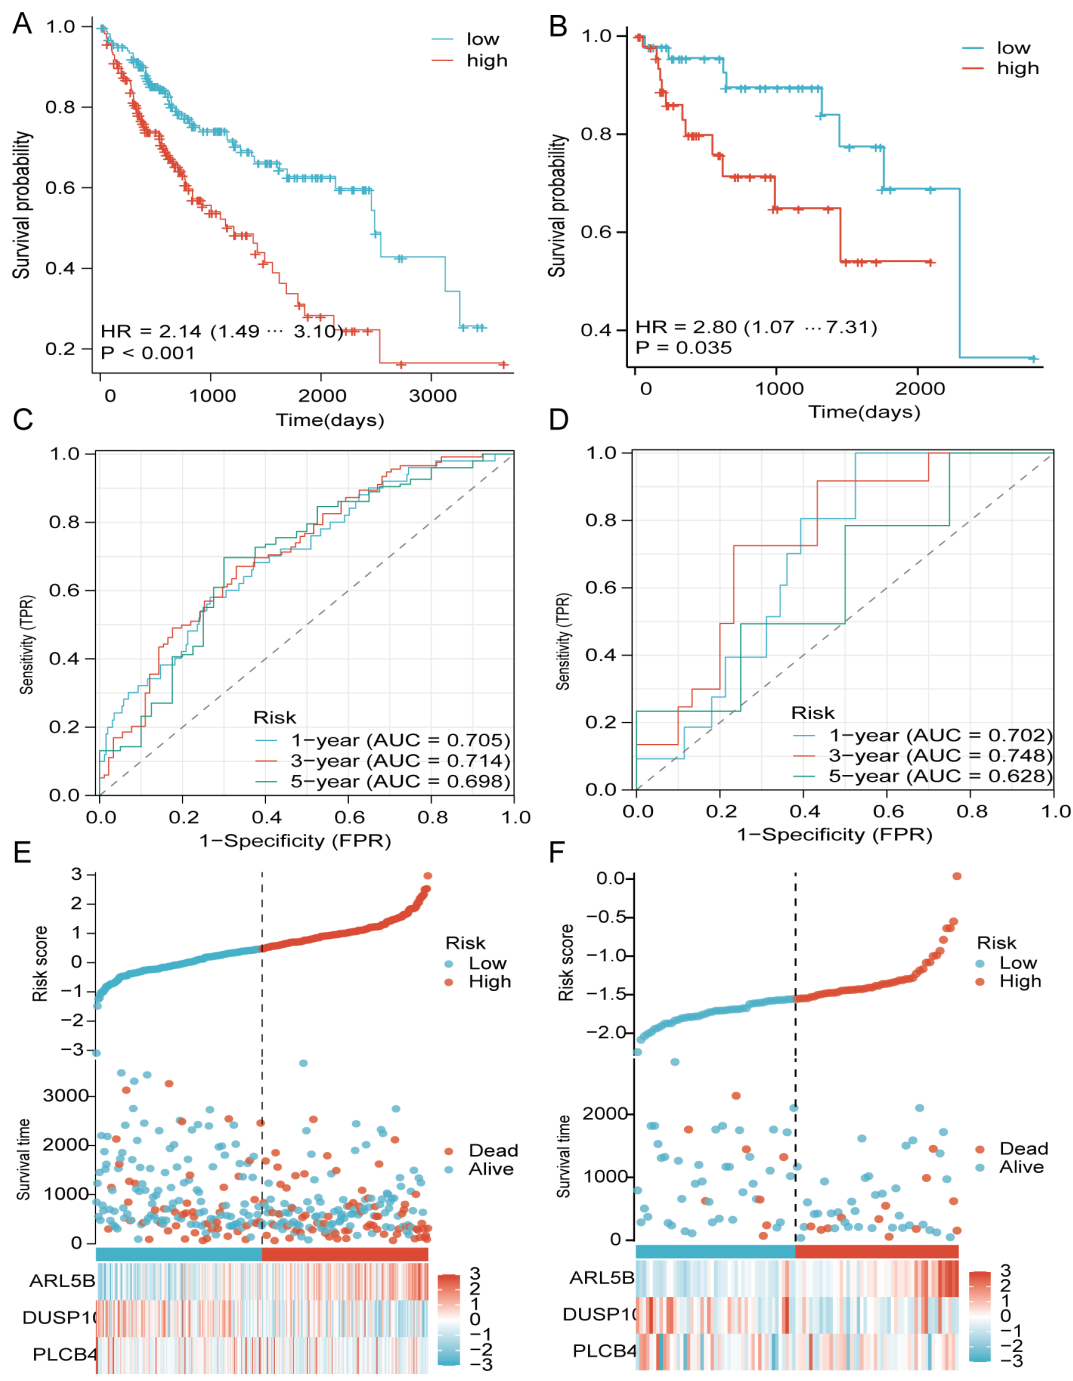 A
1.0
0.8
0.6
0.4
0.2
Survival probability
low
high
HR = 2.14 (1.49 ··· 3.10)
P < 0.001
0
1000
2000
3000
Time(days)
B
1.0
0.8
0.6
0.4
Survival probability
low
high
HR = 2.80 (1.07 ···7.31)
P = 0.035
0
1000
2000
Time(days)
C
1.0
0.8
0.6
0.4
0.2
0.0
Sensitivity (TPR)
Risk
1−year (AUC = 0.705)
3−year (AUC = 0.714)
5−year (AUC = 0.698)
0.0
0.2
0.4
0.6
0.8
1.0
1−Specificity (FPR)
D
1.0
0.8
0.6
0.4
0.2
0.0
Sensitivity (TPR)
Risk
1−year (AUC = 0.702)
3−year (AUC = 0.748)
5−year (AUC = 0.628)
0.0
0.2
0.4
0.6
0.8
1.0
1−Specificity (FPR)
E
3
2
1
0
−1
−2
−3
Risk score
Risk
Low
High
3000
2000
1000
0
Survival time
Dead
Alive
ARL5B
DUSP10
PLCB4
3
2
1
0
−1
−2
−3
F
0.0
−0.5
−1.0
−1.5
−2.0
Risk score
Risk
Low
High
2000
1000
0
Survival time
Dead
Alive
ARL5B
DUSP10
PLCB4
3
2
1
0
−1
−2
−3